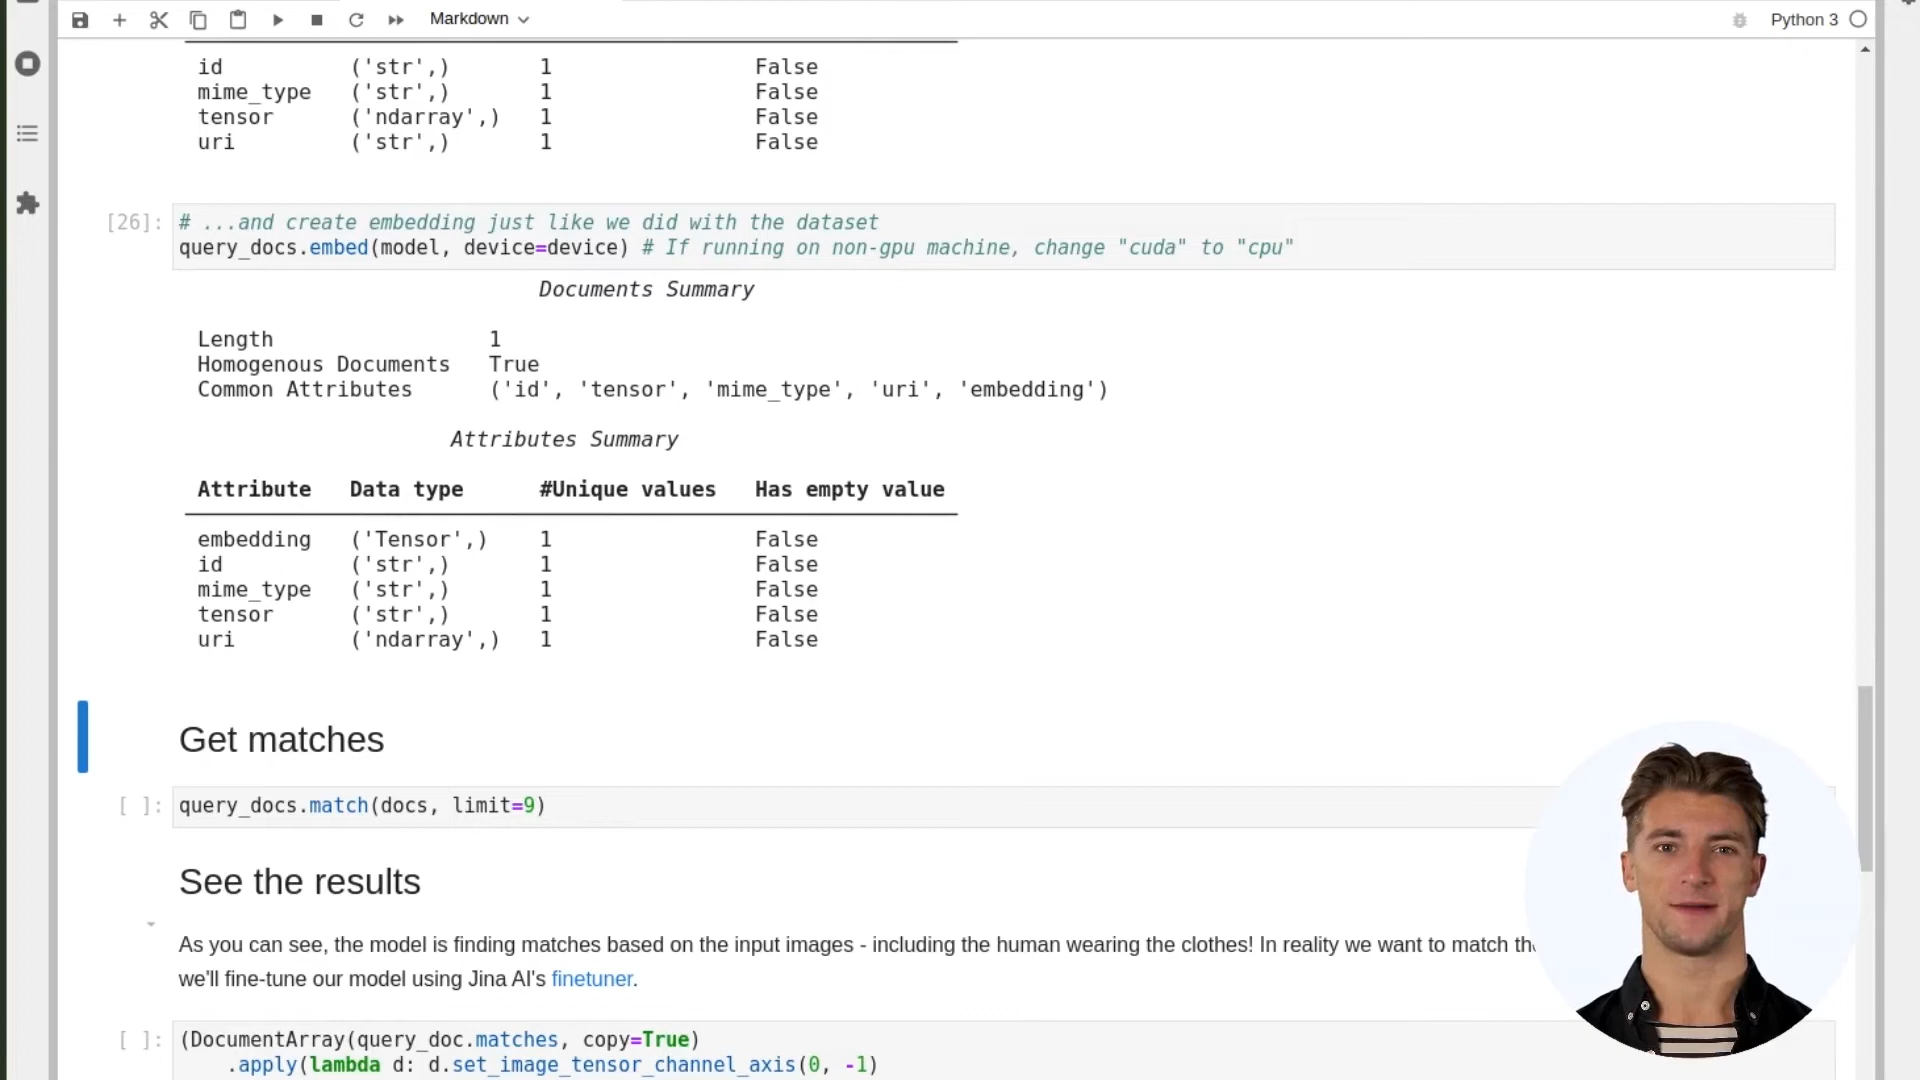 Markdown
Python 3
id ('str',) 1 False
mime_type ('str',) 1 False
tensor ('ndarray',) 1 False
uri ('str',) 1 False
[26]: # ...and create embedding just like we did with the dataset
query_docs.embed(model, device=device) # If running on non-gpu machine, change "cuda" to "cpu"
Documents Summary
Length 1
Homogenous Documents True
Common Attributes ('id', 'tensor', 'mime_type', 'uri', 'embedding')
Attributes Summary
Attribute Data type #Unique values Has empty value
embedding ('Tensor',) 1 False
id ('str',) 1 False
mime_type ('str',) 1 False
tensor ('str',) 1 False
uri ('ndarray',) 1 False
Get matches
[ ]: query_docs.match(docs, limit=9)
See the results
As you can see, the model is finding matches based on the input images - including the human wearing the clothes! In reality we want to match
we'll fine-tune our model using Jina AI's finetuner.
[ ]: (DocumentArray(query_doc.matches, copy=True)
.apply(lambda d: d.set_image_tensor_channel_axis(0, -1)